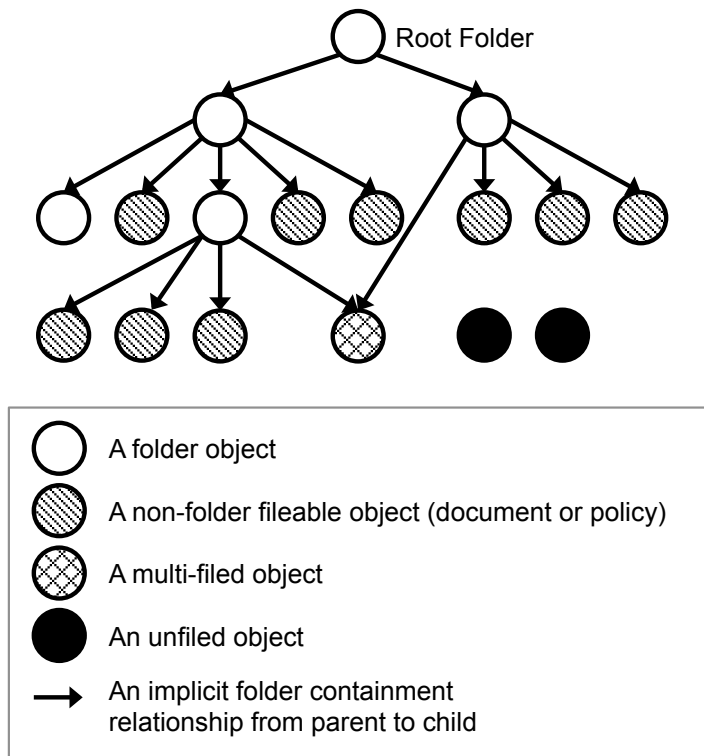 Root Folder
A folder object
A non-folder fileable object (document or policy)
A multi-filed object
An unfiled object
An implicit folder containment
relationship from parent to child